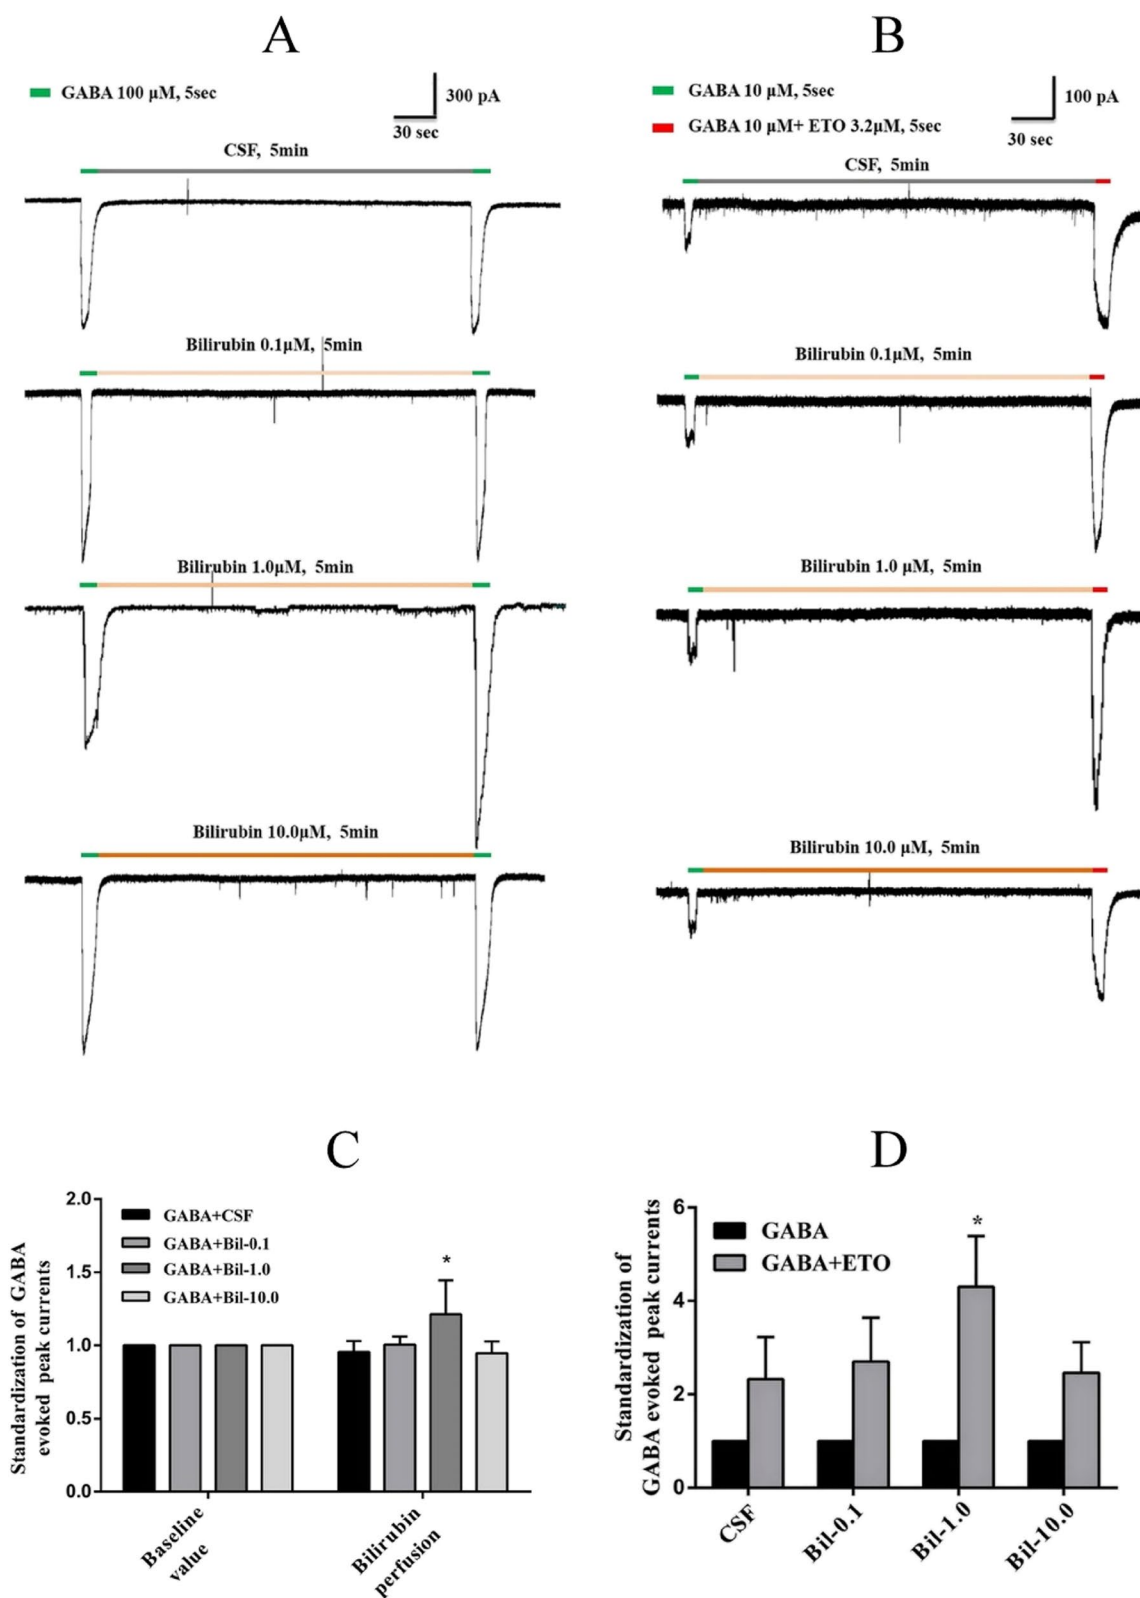 A
GABA 100 μM, 5sec
300 pA
30 sec
CSF, 5min
Bilirubin 0.1μM, 5min
Bilirubin 1.0μM, 5min
Bilirubin 10.0μM, 5min
B
GABA 10 μM, 5sec
GABA 10 μM+ ETO 3.2μM, 5sec
100 pA
30 sec
CSF, 5min
Bilirubin 0.1μM, 5min
Bilirubin 1.0 μM, 5min
Bilirubin 10.0 μM, 5min
C
Standardization of GABA
evoked peak currents
2.0
1.5
1.0
0.5
0.0
GABA+CSF
GABA+Bil-0.1
GABA+Bil-1.0
GABA+Bil-10.0
*
Baseline
value
Bilirubin
perfusion
D
Standardization of
GABA evoked peak currents
6
4
2
0
GABA
GABA+ETO
*
CSF
Bil-0.1
Bil-1.0
Bil-10.0